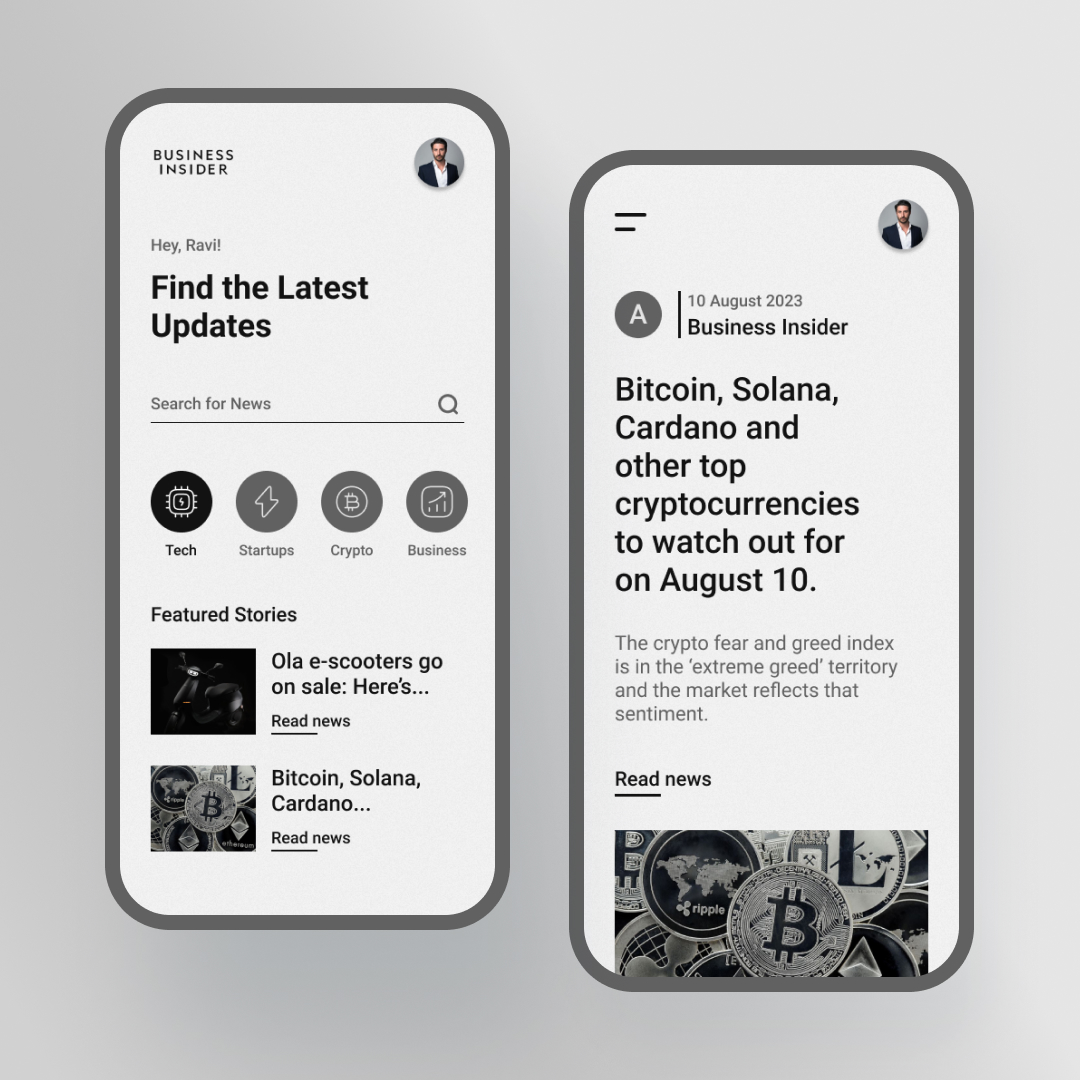 BUSINESS
INSIDER
Hey, Ravi!
Find the Latest
Updates
Search for News
Tech
Startups
Crypto
Business
Featured Stories
Ola e-scooters go
on sale: Here’s...
Read news
ripple
ethereum
Bitcoin, Solana,
Cardano...
Read news
A
10 August 2023
Business Insider
Bitcoin, Solana,
Cardano and
other top
cryptocurrencies
to watch out for
on August 10.
The crypto fear and greed index
is in the ‘extreme greed’ territory
and the market reflects that
sentiment.
Read news
ripple